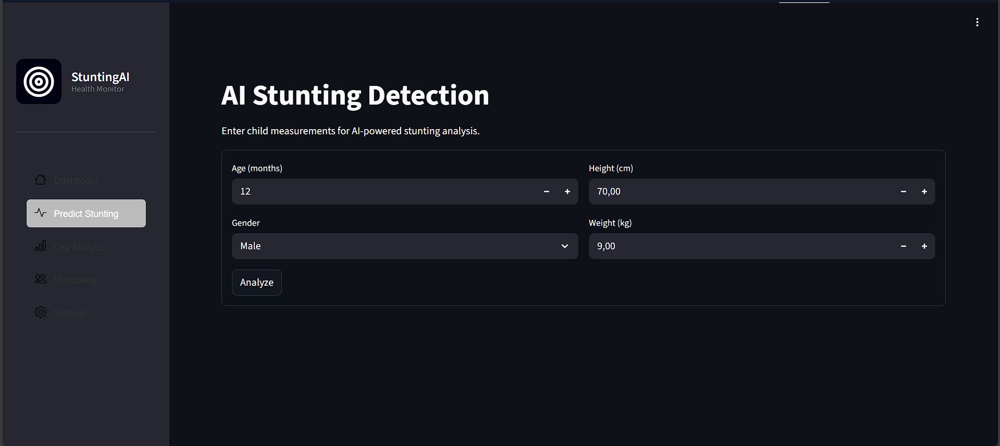 StuntingAI
Health Monitor
Dashboard
Predict Stunting
City Analysis
Monitoring
Settings
AI Stunting Detection
Enter child measurements for AI-powered stunting analysis.
Age (months)
12
Height (cm)
70,00
Gender
Male
Weight (kg)
9,00
Analyze